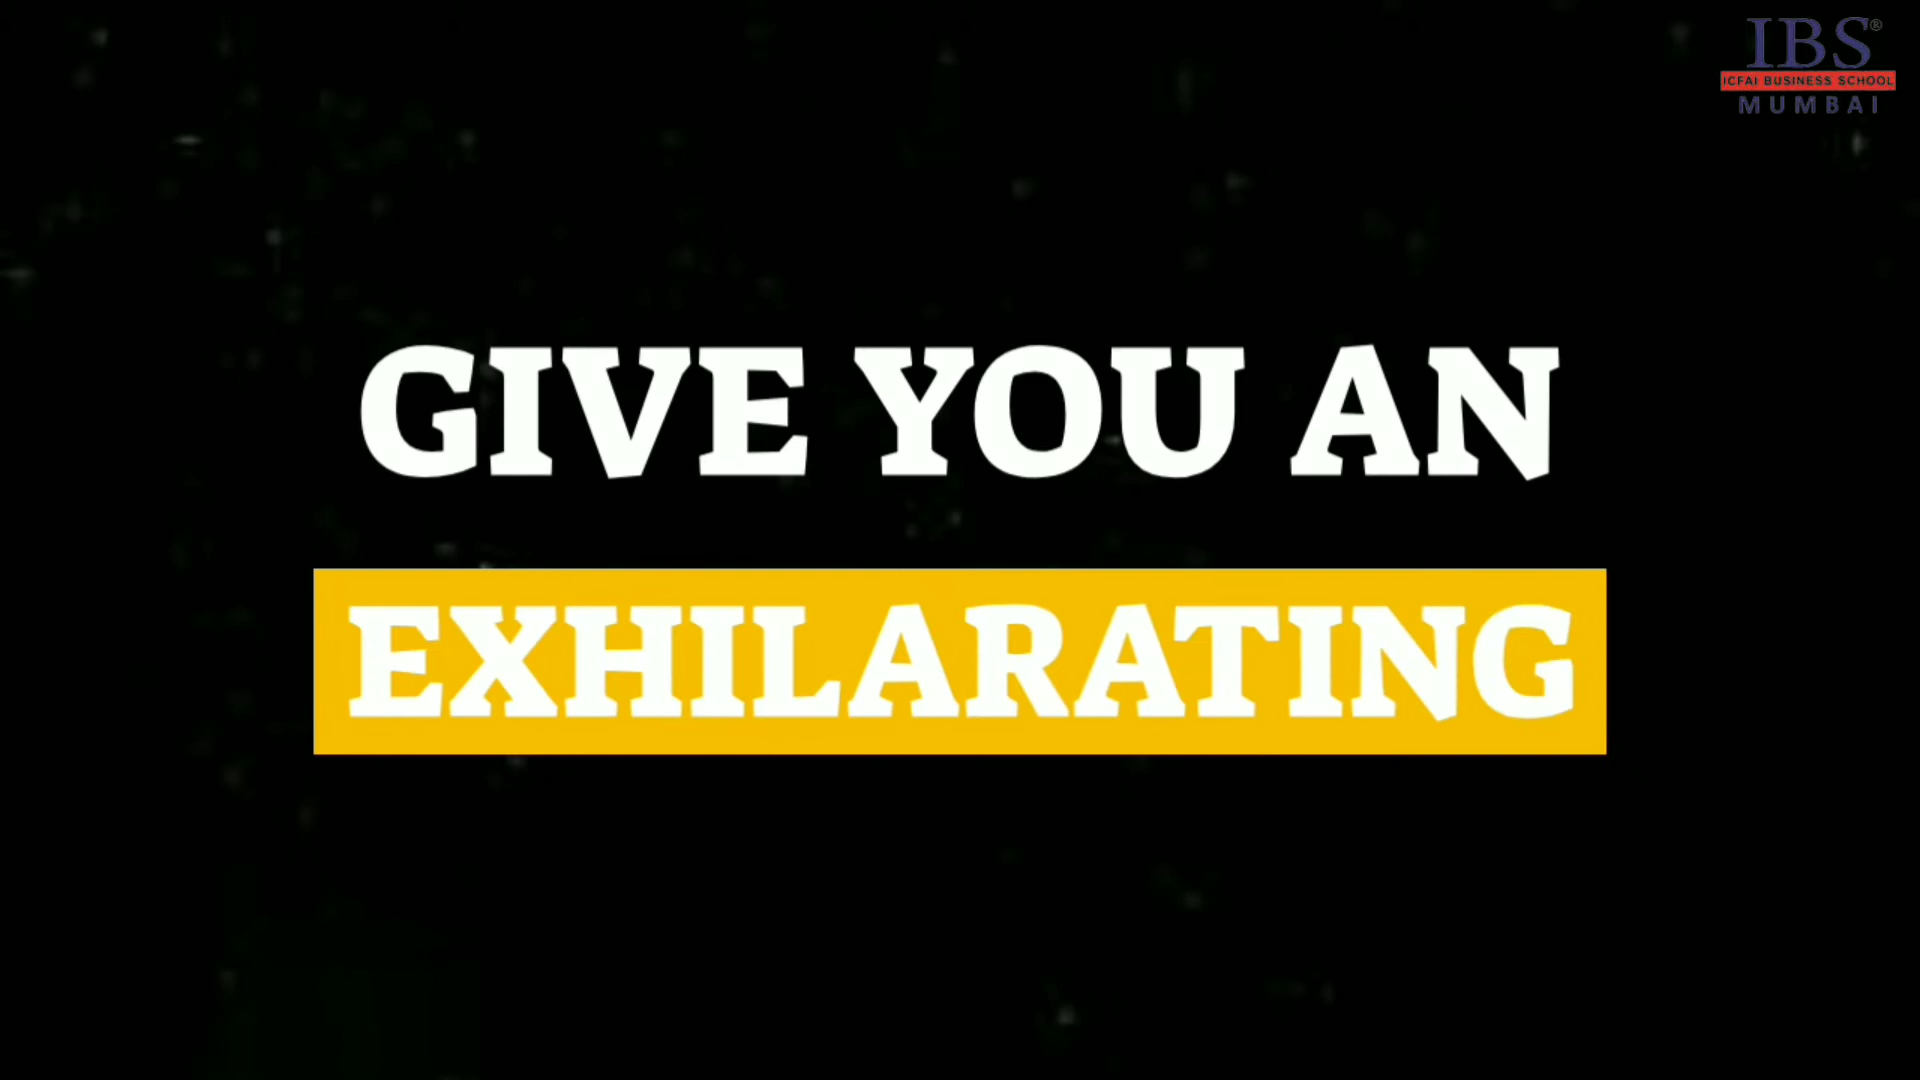 IBS®
ICFAI BUSINESS SCHOOL
MUMBAI
GIVE YOU AN
EXHILARATING